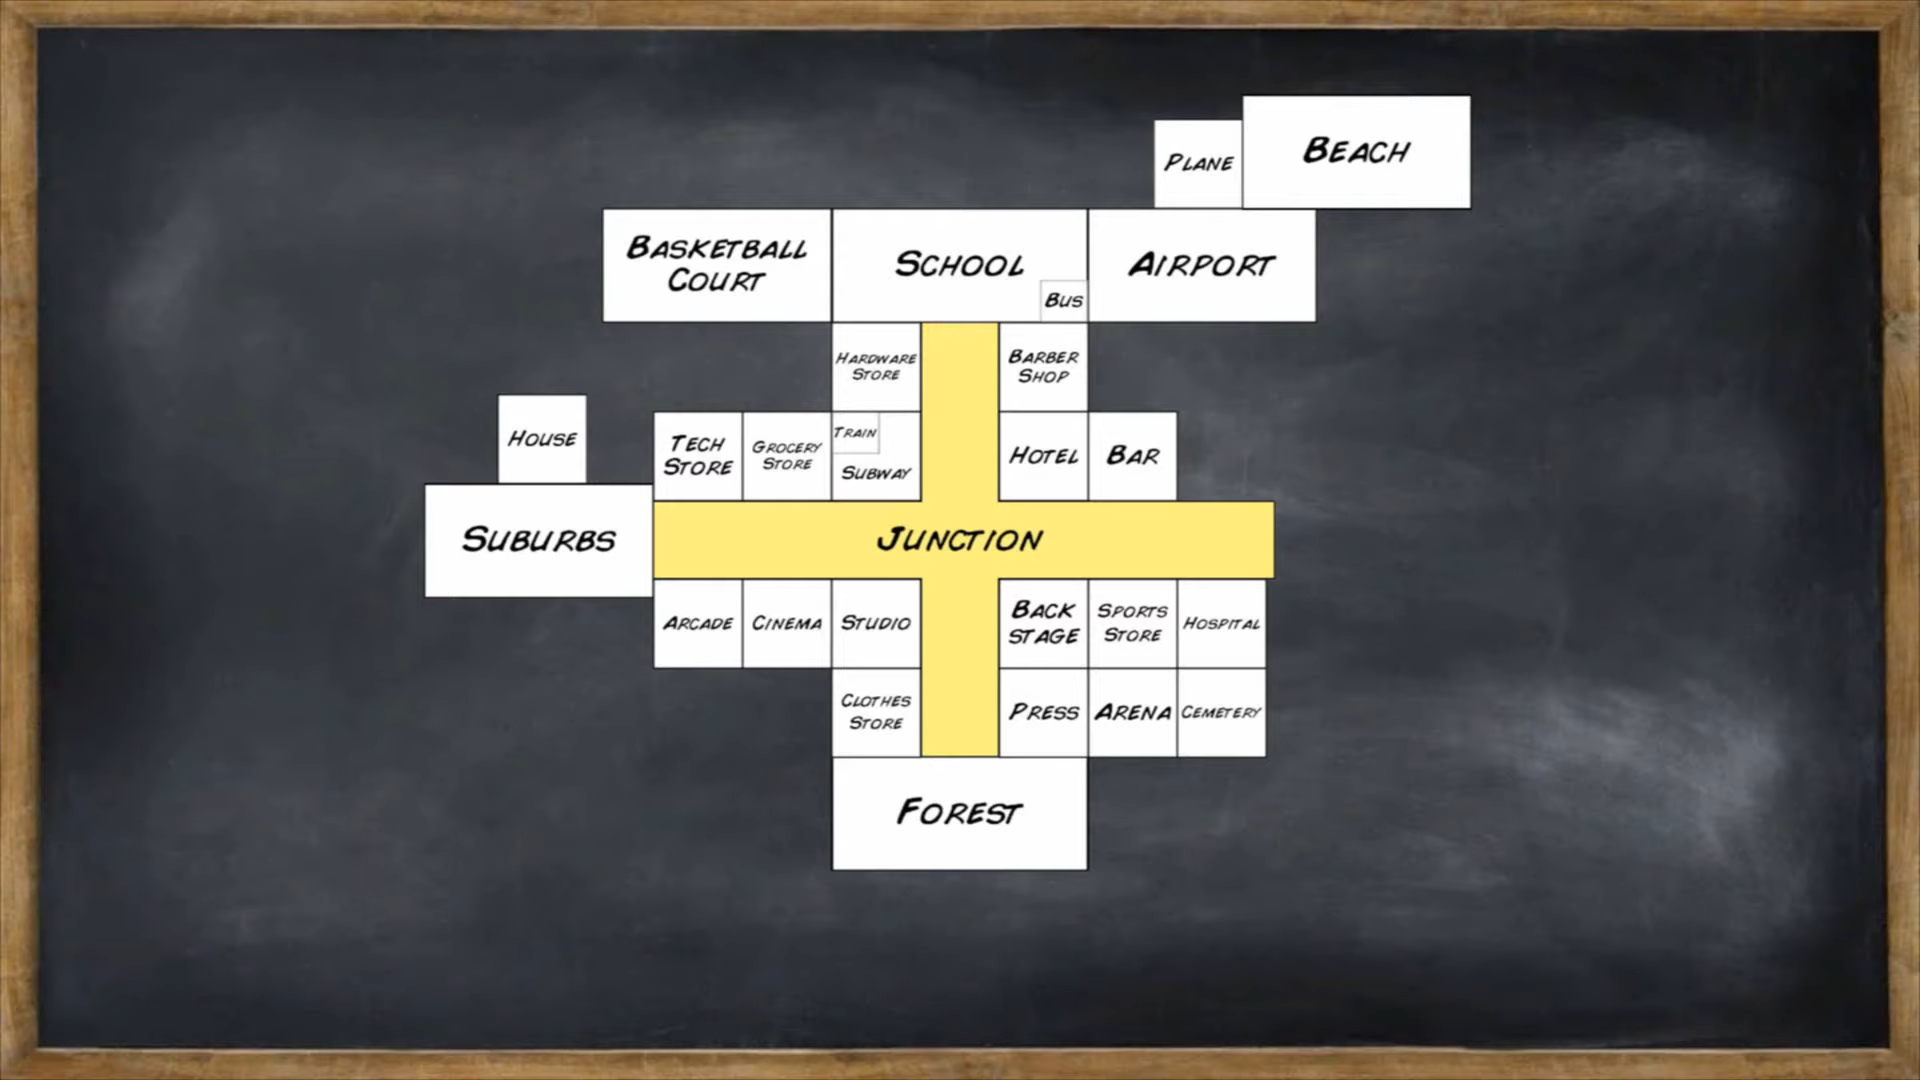 BEACH
PLANE
BASKETBALL
COURT
SCHOOL
AIRPORT
BUS
HARDWARE
STORE
BARBER
SHOP
HOUSE
TECH
STORE
GROCERY
STORE
TRAIN
SUBWAY
HOTEL
BAR
SUBURBS
JUNCTION
ARCADE
CINEMA
STUDIO
BACK
STAGE
SPORTS
STORE
HOSPITAL
CLOTHES
STORE
PRESS
ARENA
CEMETERY
FOREST